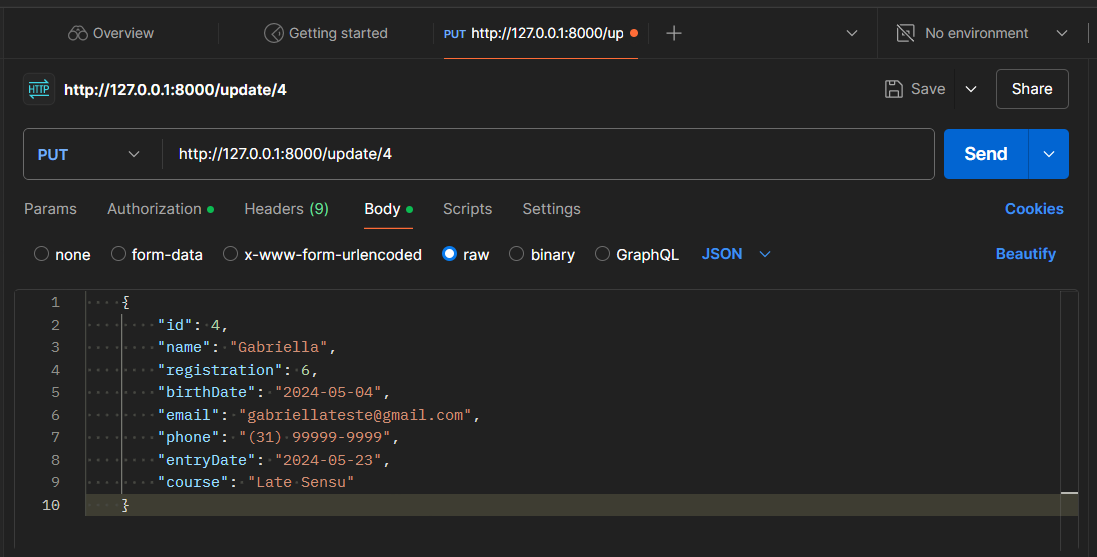 Overview
Getting started
PUT http://127.0.0.1:8000/up
No environment
HTTP http://127.0.0.1:8000/update/4
Save
Share
PUT
http://127.0.0.1:8000/update/4
Send
Params
Authorization
Headers (9)
Body
Scripts
Settings
Cookies
none
form-data
x-www-form-urlencoded
raw
binary
GraphQL
JSON
Beautify
1 {
2 "id": 4,
3 "name": "Gabriella",
4 "registration": 6,
5 "birthDate": "2024-05-04",
6 "email": "gabriellateste@gmail.com",
7 "phone": "(31) 99999-9999",
8 "entryDate": "2024-05-23",
9 "course": "Late Sensu"
10 }